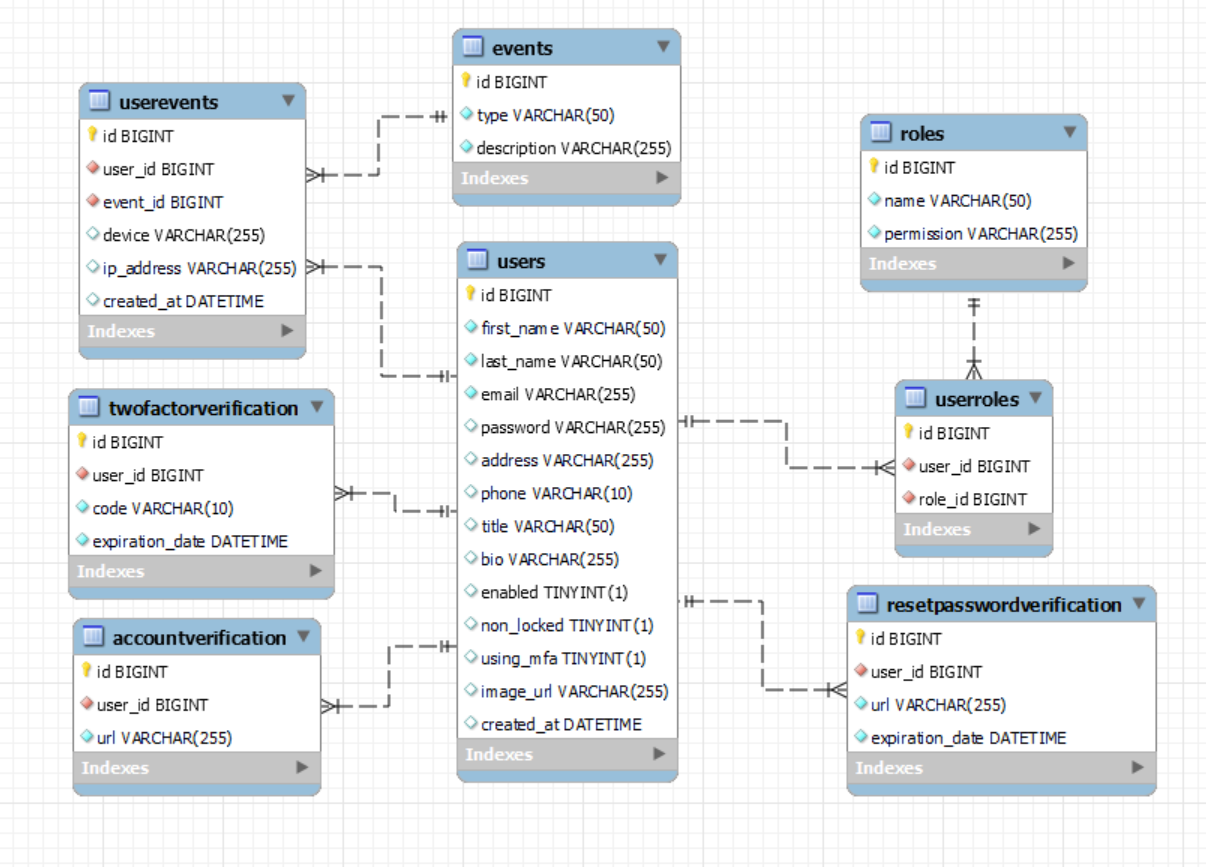 events
id BIGINT
type VARCHAR(50)
description VARCHAR(255)
Indexes
userevents
id BIGINT
user_id BIGINT
event_id BIGINT
device VARCHAR(255)
ip_address VARCHAR(255)
created_at DATETIME
Indexes
roles
id BIGINT
name VARCHAR(50)
permission VARCHAR(255)
Indexes
users
id BIGINT
first_name VARCHAR(50)
last_name VARCHAR(50)
email VARCHAR(255)
password VARCHAR(255)
address VARCHAR(255)
phone VARCHAR(10)
title VARCHAR(50)
bio VARCHAR(255)
enabled TINYINT(1)
non_locked TINYINT(1)
using_mfa TINYINT(1)
image_url VARCHAR(255)
created_at DATETIME
Indexes
twofactorverification
id BIGINT
user_id BIGINT
code VARCHAR(10)
expiration_date DATETIME
Indexes
userroles
id BIGINT
user_id BIGINT
role_id BIGINT
Indexes
accountverification
id BIGINT
user_id BIGINT
url VARCHAR(255)
Indexes
resetpasswordverification
id BIGINT
user_id BIGINT
url VARCHAR(255)
expiration_date DATETIME
Indexes